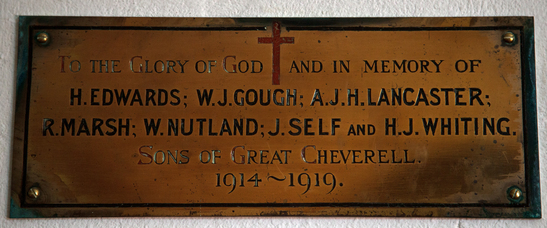 To the Glory of God and in memory of
H.EDWARDS; W.J.GOUGH; A.J.H.LANCASTER;
R.MARSH; W.NUTLAND; J.SELF AND H.J.WHITING.
Sons of Great Cheverell.
1914~1919.